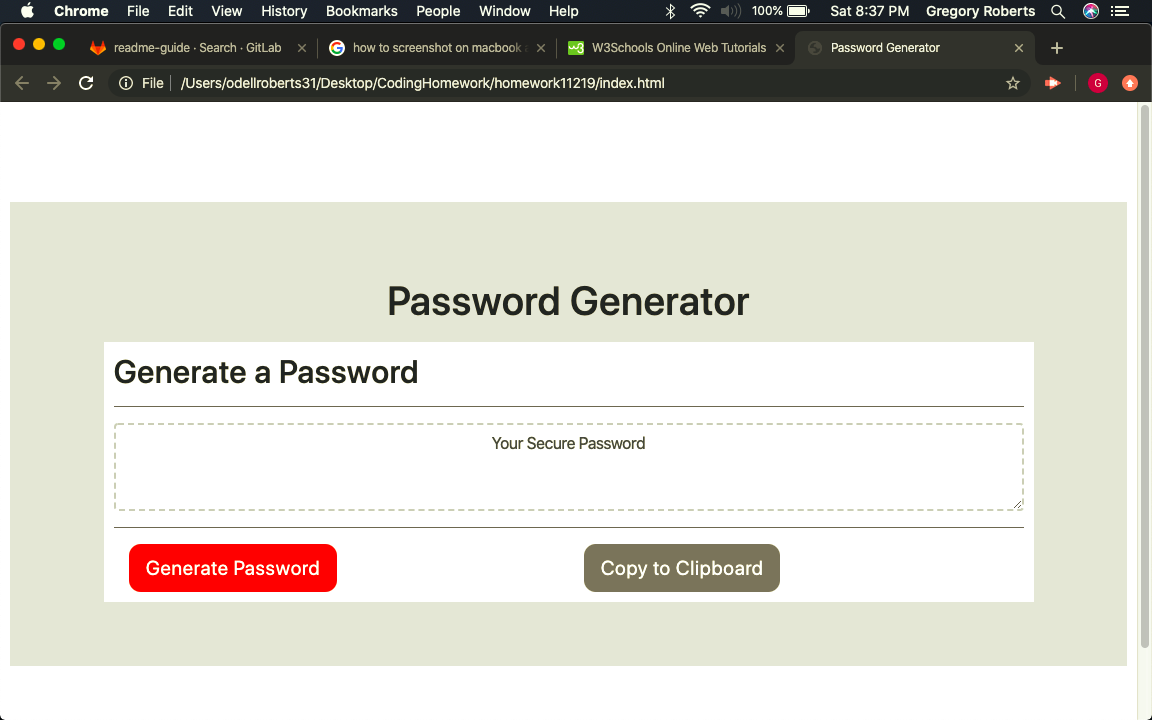 Chrome File Edit View History Bookmarks People Window Help 100% Sat 8:37 PM Gregory Roberts
readme-guide · Search · GitLab how to screenshot on macbook W3Schools Online Web Tutorials Password Generator
File /Users/odellroberts31/Desktop/CodingHomework/homework11219/index.html G
Password Generator
Generate a Password
Your Secure Password
Generate Password Copy to Clipboard